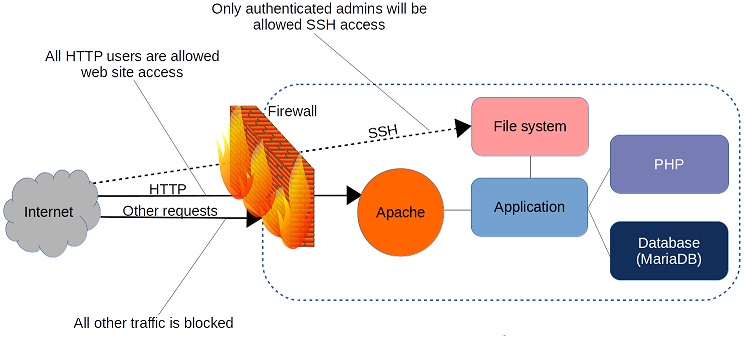 Only authenticated admins will be
allowed SSH access
All HTTP users are allowed
web site access
Firewall
SSH
File system
PHP
HTTP
Internet
Other requests
Apache
Application
Database
(MariaDB)
All other traffic is blocked